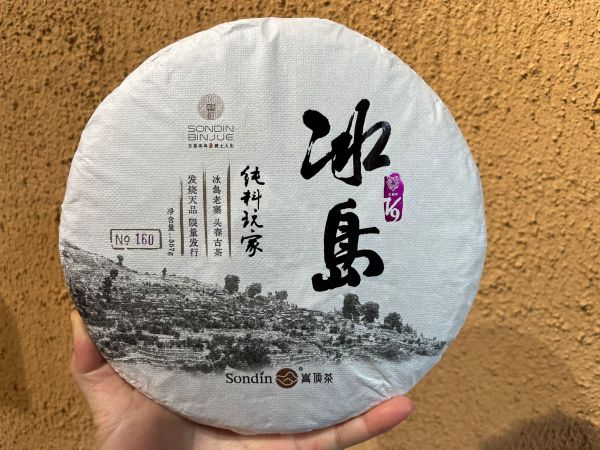 SONDIN
BINJUE
冰島
纯料玩家
冰島老寨 头春古茶
发烧天品 限量发行
净含量:357g
No 160
Sondin ® 嵩顶茶